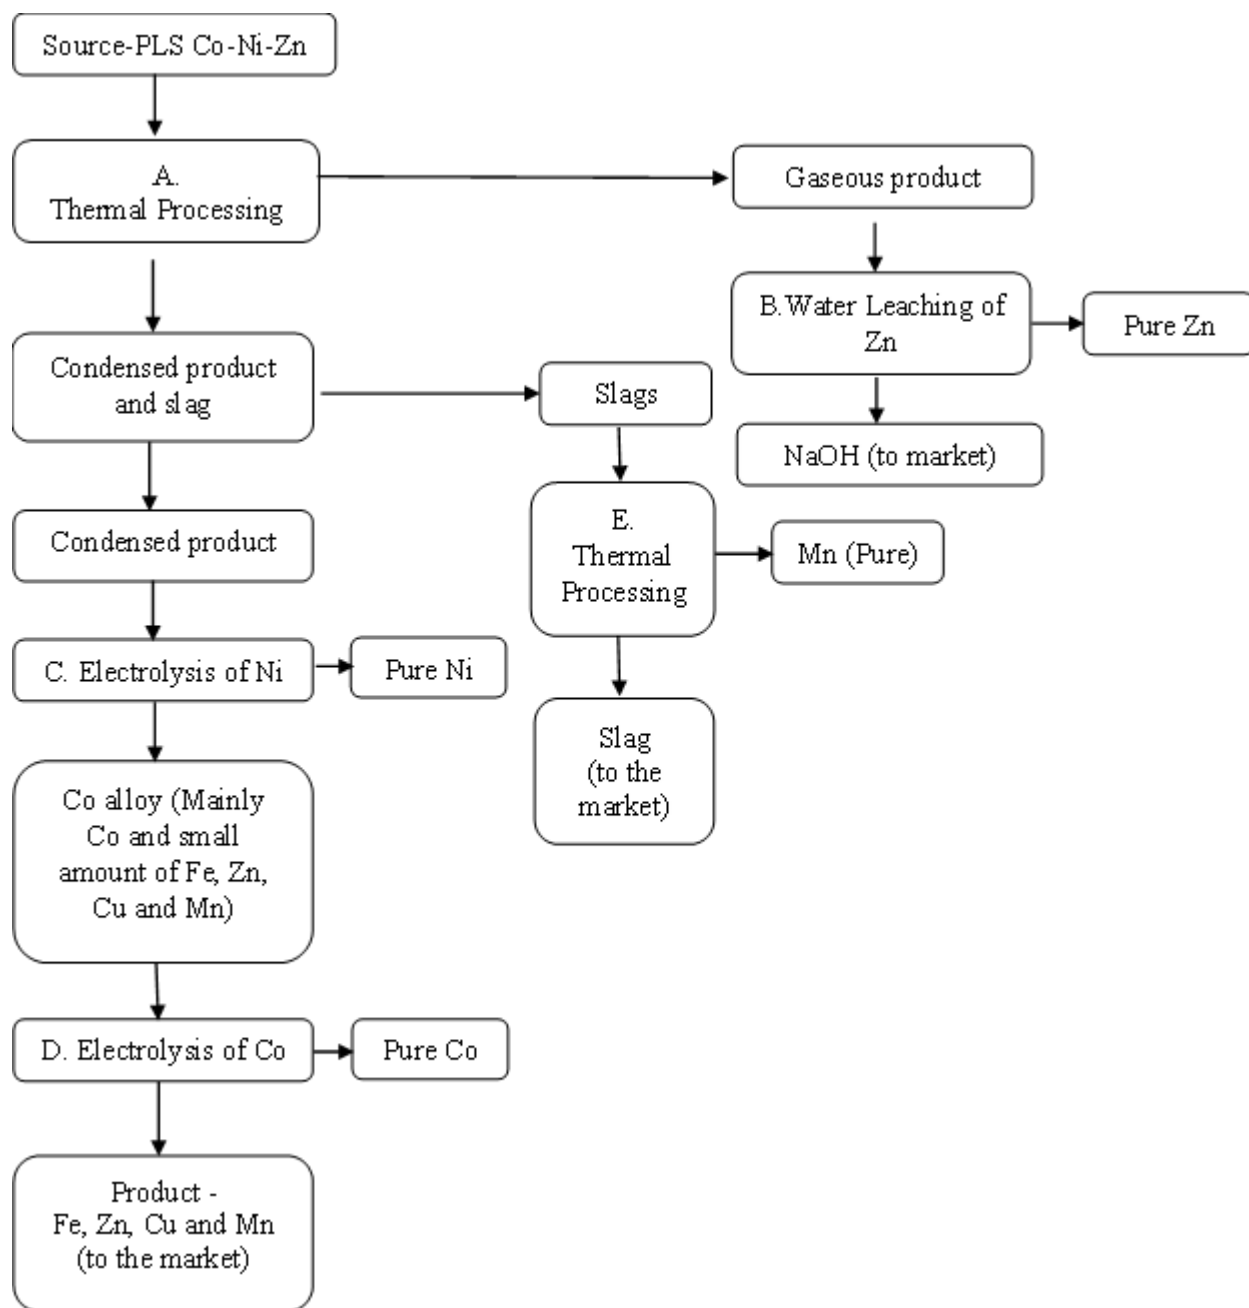 Source-PLS Co-Ni-Zn
A.
Thermal Processing
Gaseous product
B.Water Leaching of
Zn
Pure Zn
Condensed product
and slag
Slags
NaOH (to market)
Condensed product
E.
Thermal
Processing
Mn (Pure)
C. Electrolysis of Ni
Pure Ni
Slag
(to the
market)
Co alloy (Mainly
Co and small
amount of Fe, Zn,
Cu and Mn)
D. Electrolysis of Co
Pure Co
Product -
Fe, Zn, Cu and Mn
(to the market)